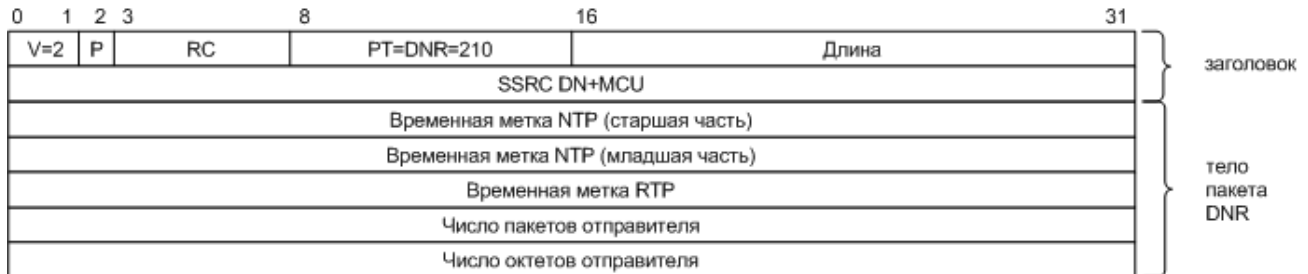 0 1 2 3 8 16 31
V=2 P RC PT=DNR=210 Длина
заголовок
SSRC DN+MCU
Временная метка NTP (старшая часть)
Временная метка NTP (младшая часть)
Временная метка RTP
Число пакетов отправителя
Число октетов отправителя
тело
пакета
DNR